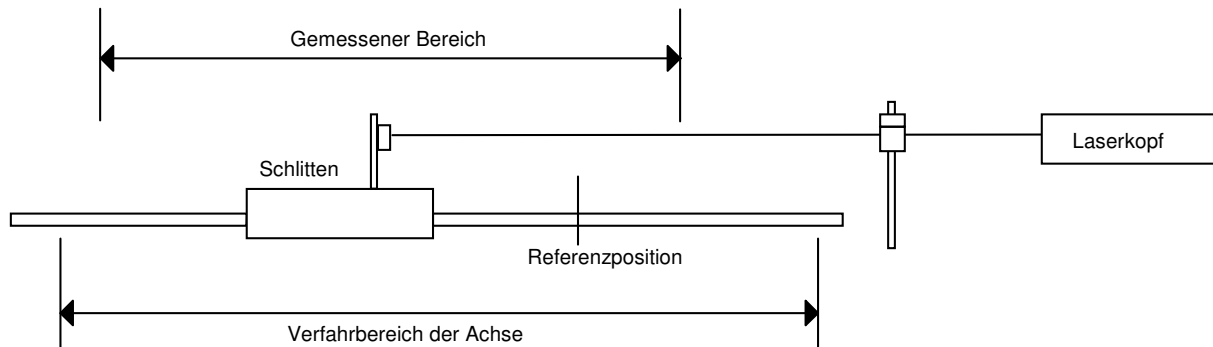 Gemessener Bereich
Laserkopf
Schlitten
Referenzposition
Verfahrbereich der Achse